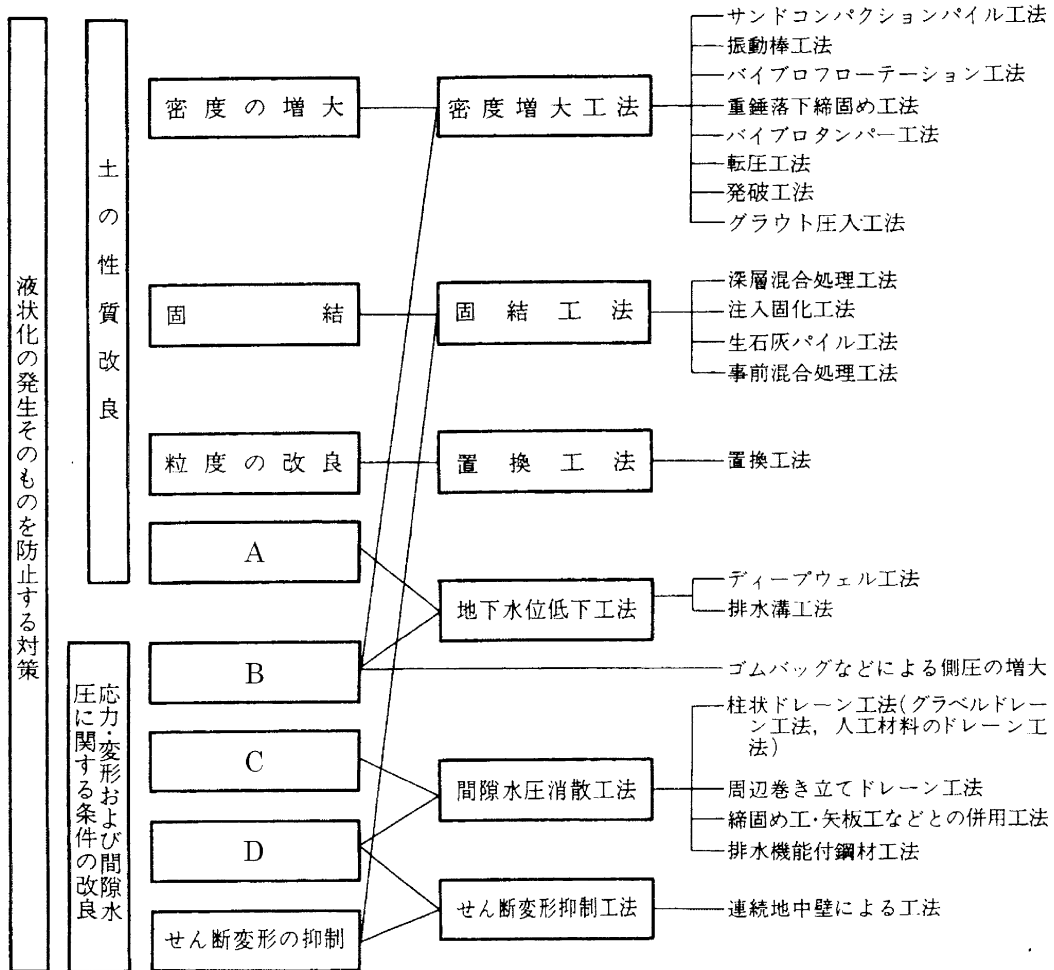 液状化の発生そのものを防止する対策
土の性質改良
密度の増大
密度増大工法
サンドコンパクションパイル工法
振動棒工法
バイブロフローテーション工法
重錘落下締固め工法
バイブロタンパー工法
転圧工法
発破工法
グラウト圧入工法
固結
固結工法
深層混合処理工法
注入固化工法
生石灰パイル工法
事前混合処理工法
粒度の改良
置換工法
置換工法
A
地下水位低下工法
ディープウェル工法
排水溝工法
応力・変形および間隙水
圧に関する条件の改良
B
ゴムバッグなどによる側圧の増大
C
D
間隙水圧消散工法
柱状ドレーン工法(グラベルドレー
ン工法, 人工材料のドレーン工
法)
周辺巻き立てドレーン工法
締固め工・矢板工などとの併用工法
排水機能付鋼材工法
せん断変形の抑制
せん断変形抑制工法
連続地中壁による工法